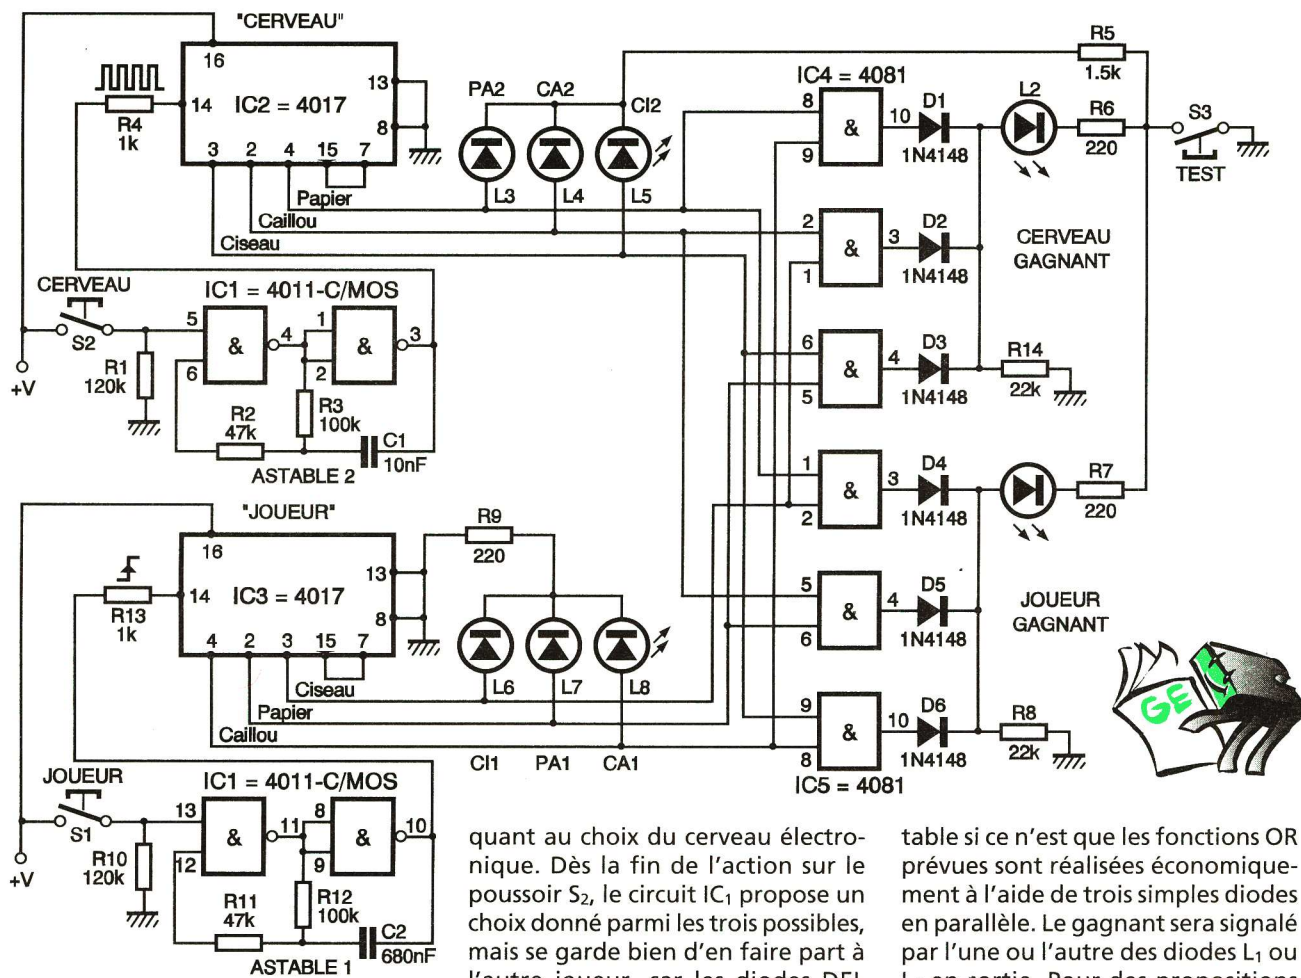 "CERVEAU"
16
14
IC2 = 4017
13
8
3 2 4 15 7
R4
1k
Papier
Caillou
Ciseau
PA2
CA2
CI2
L3
L4
L5
IC4 = 4081
8
9
&
10
D1
1N4148
L2
R5
1.5k
R6
220
S3
TEST
2
1
&
3
D2
1N4148
CERVEAU
GAGNANT
6
5
&
4
D3
1N4148
R14
22k
CERVEAU
S2
+V
R1
120k
IC1 = 4011-C/MOS
5
6
&
4
1
2
&
3
R2
47k
R3
100k
C1
10nF
ASTABLE 2
1
2
&
3
D4
1N4148
R7
220
5
6
&
4
D5
1N4148
JOUEUR
GAGNANT
9
8
&
10
D6
1N4148
R8
22k
IC5 = 4081
"JOUEUR"
16
14
IC3 = 4017
13
8
4 2 3 15 7
R13
1k
R9
220
Ciseau
Papier
Caillou
L6
L7
L8
CI1
PA1
CA1
GE
JOUEUR
S1
+V
R10
120k
IC1 = 4011-C/MOS
13
12
&
11
8
9
&
10
R11
47k
R12
100k
C2
680nF
ASTABLE 1
quant au choix du cerveau électro-
nique. Dès la fin de l'action sur le
poussoir S2, le circuit IC1 propose un
choix donné parmi les trois possibles,
mais se garde bien d'en faire part à
l'autre joueur, car les diodes DEL
table si ce n'est que les fonctions OR
prévues sont réalisées économique-
ment à l'aide de trois simples diodes
en parallèle. Le gagnant sera signalé
par l'une ou l'autre des diodes L1 ou
en sortie. Pour des propositions